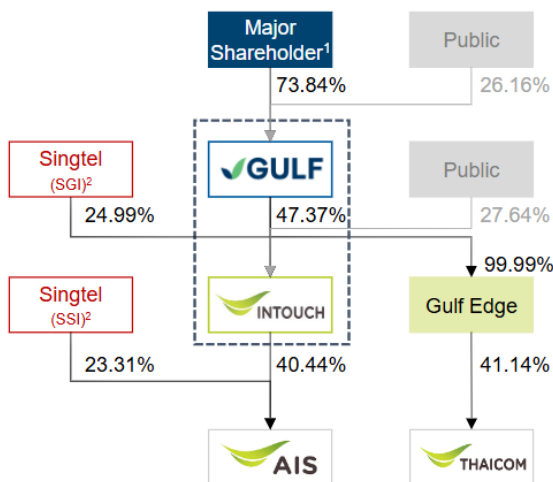 Major
Shareholder¹
Public
73.84%
26.16%
Singtel
(SGI)²
GULF
Public
24.99%
47.37%
27.64%
99.99%
Singtel
(SSI)²
INTOUCH
Gulf Edge
23.31%
40.44%
41.14%
AIS
THAICOM